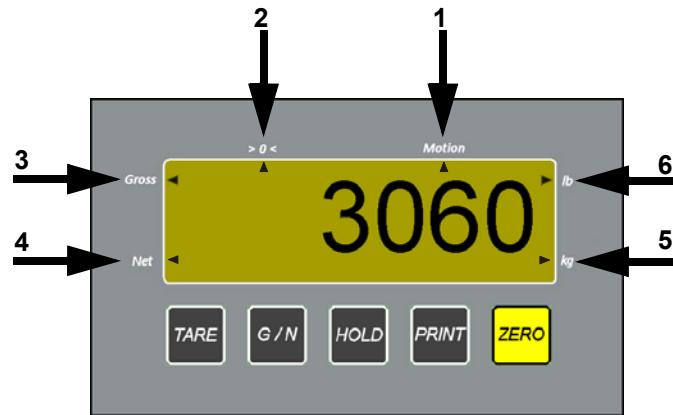 2 1
> 0 < Motion
3 Gross 3060 lb 6
4 Net kg 5
TARE G / N HOLD PRINT ZERO